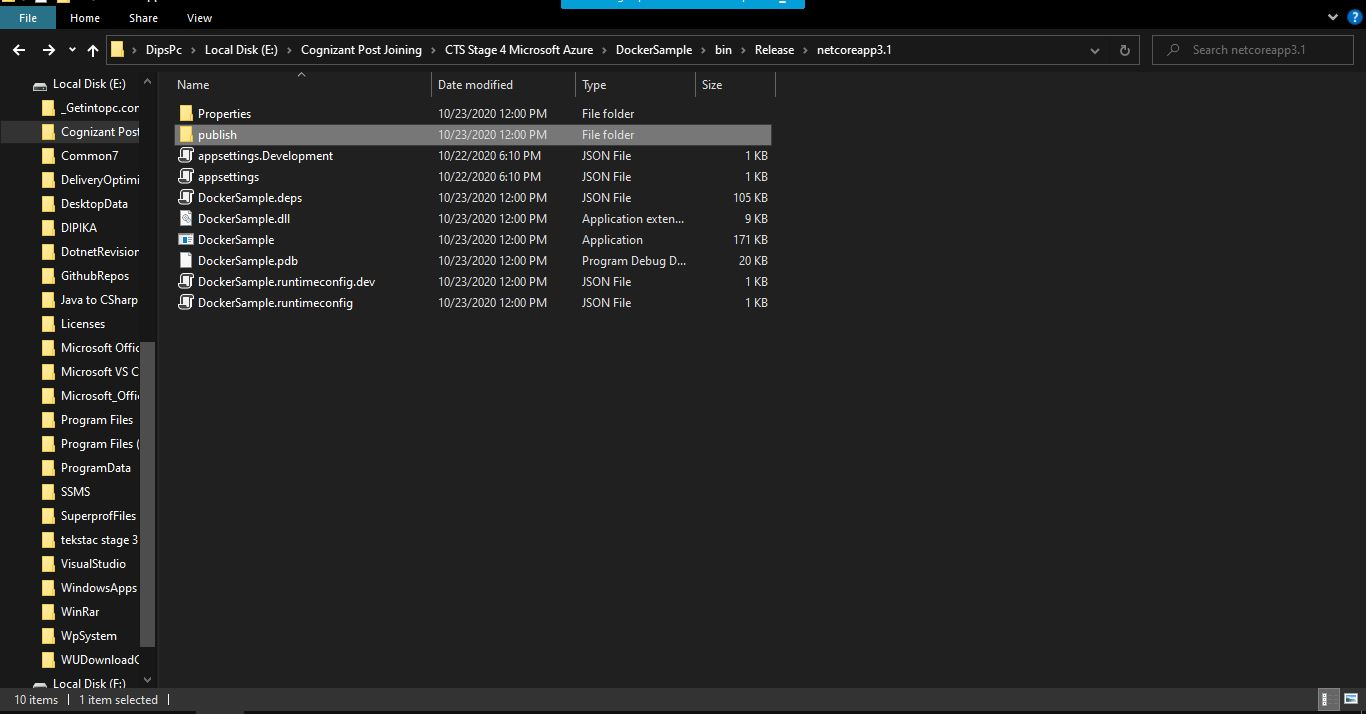 File Home Share View
DipsPc Local Disk (E:) Cognizant Post Joining CTS Stage 4 Microsoft Azure DockerSample bin Release netcoreapp3.1 Search netcoreapp3.1
Local Disk (E:)
_Getintopc.con
Cognizant Post
Common7
DeliveryOptimi
DesktopData
DIPIKA
DotnetRevision
GithubRepos
Java to CSharp
Licenses
Microsoft Offic
Microsoft VS C
Microsoft_Offi
Program Files
Program Files (
ProgramData
SSMS
SuperprofFiles
tekstac stage 3
VisualStudio
WindowsApps
WinRar
WpSystem
WUDownloadC
Local Disk (F:)
Name Date modified Type Size
Properties 10/23/2020 12:00 PM File folder
publish 10/23/2020 12:00 PM File folder
appsettings.Development 10/22/2020 6:10 PM JSON File 1 KB
appsettings 10/22/2020 6:10 PM JSON File 1 KB
DockerSample.deps 10/23/2020 12:00 PM JSON File 105 KB
DockerSample.dll 10/23/2020 12:00 PM Application exten... 9 KB
DockerSample 10/23/2020 12:00 PM Application 171 KB
DockerSample.pdb 10/23/2020 12:00 PM Program Debug D... 20 KB
DockerSample.runtimeconfig.dev 10/23/2020 12:00 PM JSON File 1 KB
DockerSample.runtimeconfig 10/23/2020 12:00 PM JSON File 1 KB
10 items 1 item selected